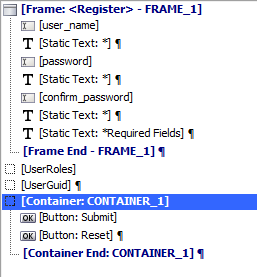 [Frame: <Register> - FRAME_1]
[user_name]
T [Static Text: *] ¶
[password]
T [Static Text: *] ¶
[confirm_password]
T [Static Text: *] ¶
T [Static Text: *Required Fields] ¶
[Frame End - FRAME_1] ¶
[UserRoles]
[UserGuid] ¶
[Container: CONTAINER_1]
OK [Button: Submit]
OK [Button: Reset] ¶
[Container End: CONTAINER_1] ¶